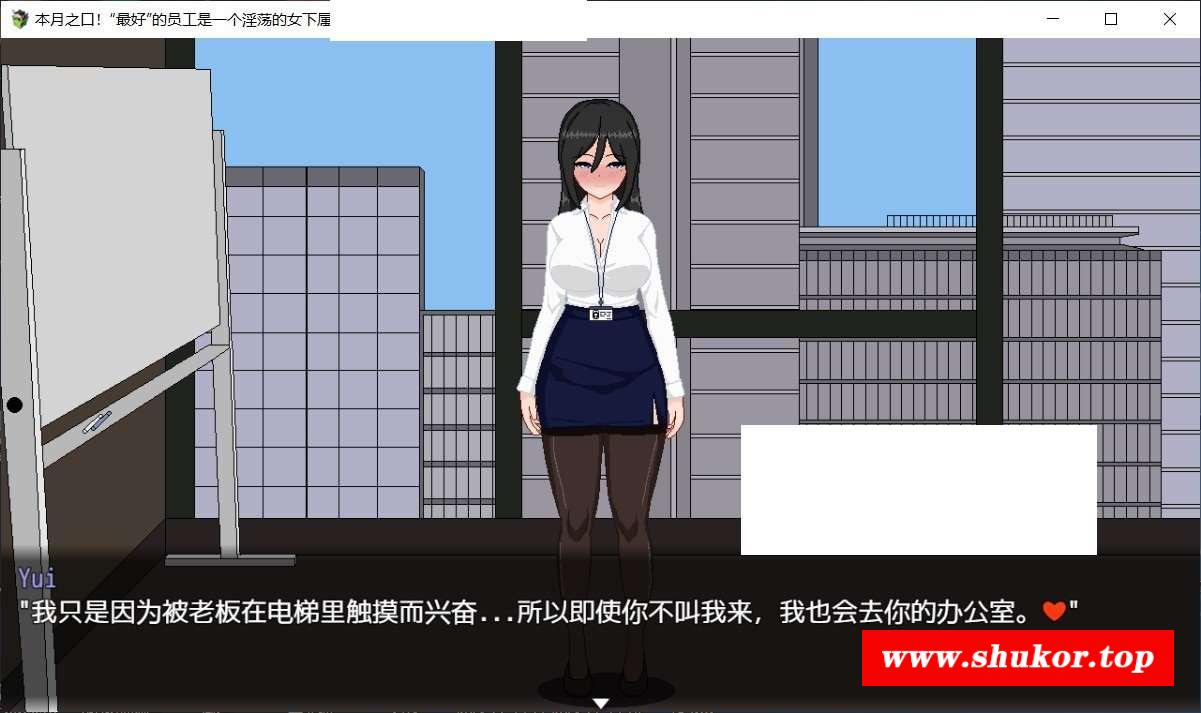 本月之口！“最好”的员工是一个淫荡的女下属
Yui
"我只是因为被老板在电梯里触摸而兴奋...所以即使你不叫我来，我也会去你的办公室。❤"
www.shukor.top